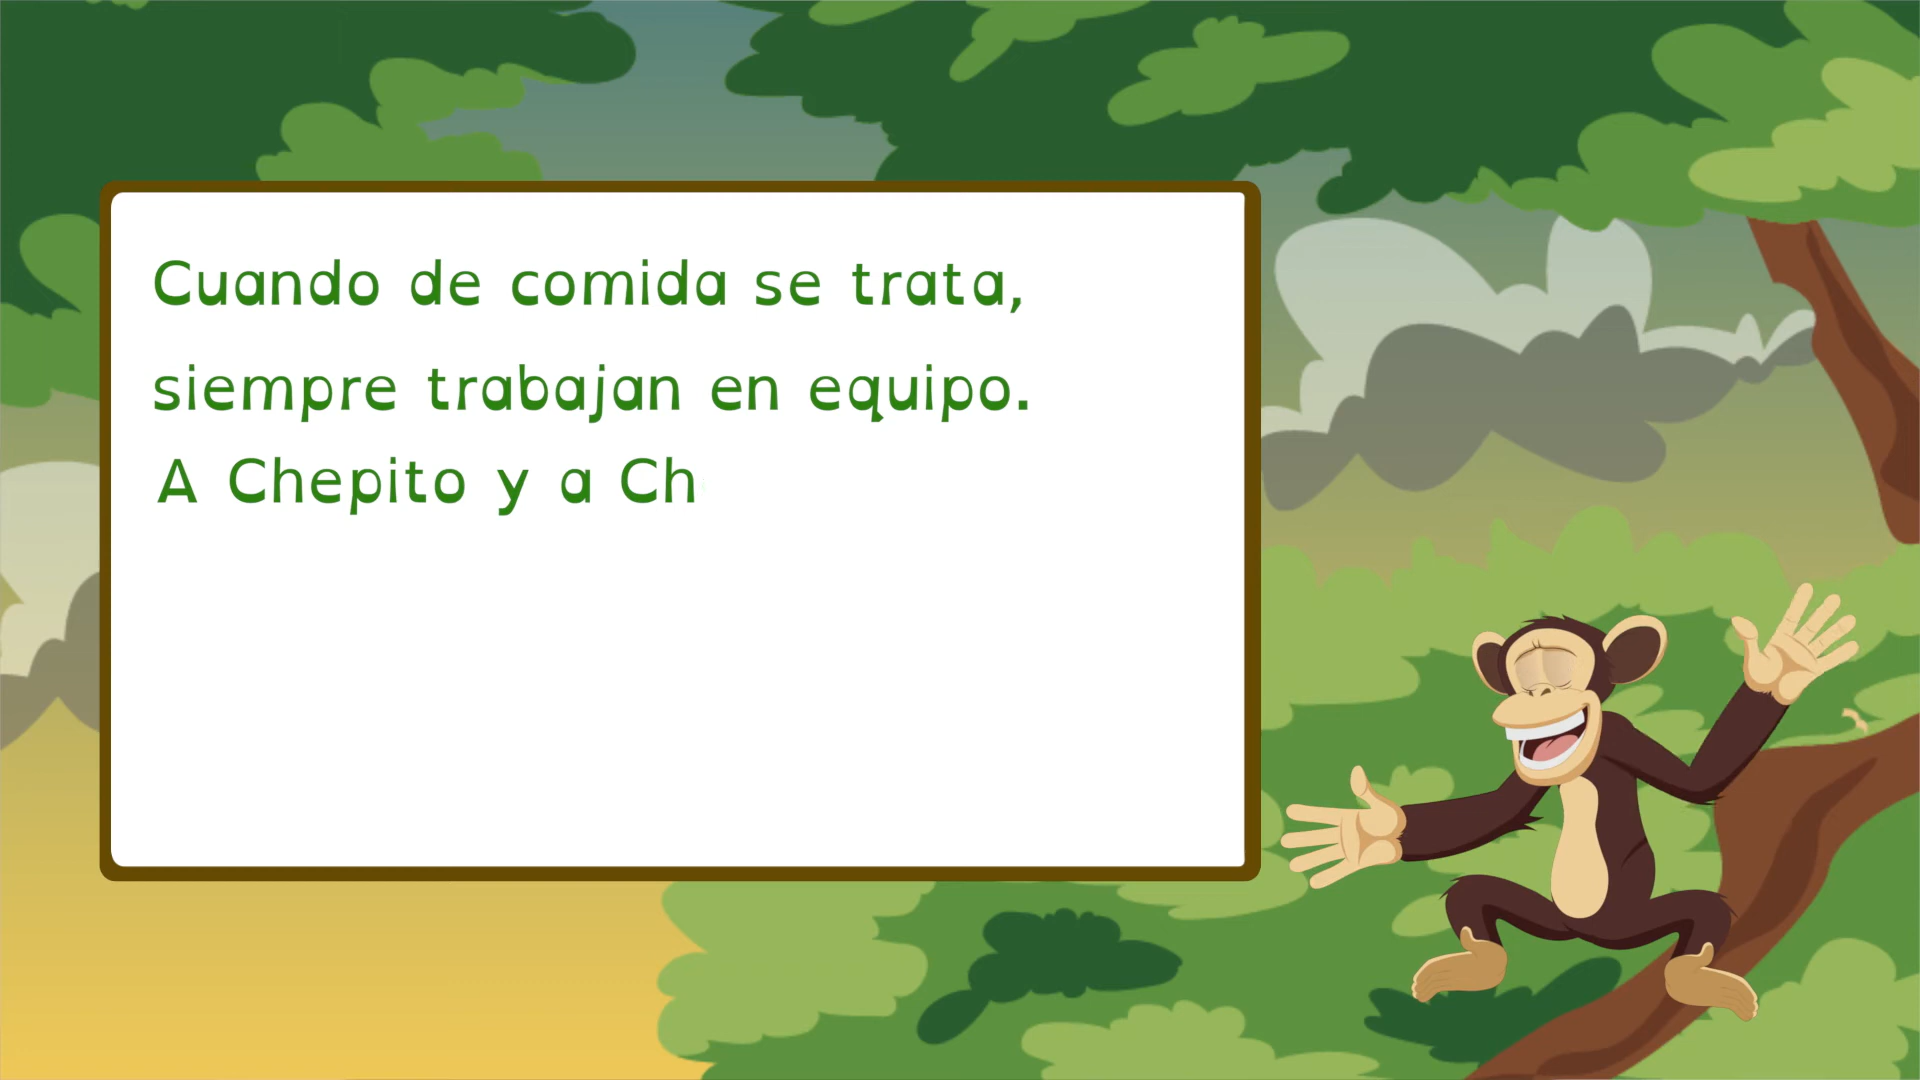 Cuando de comida se trata,
siempre trabajan en equipo.
A Chepito y a Ch